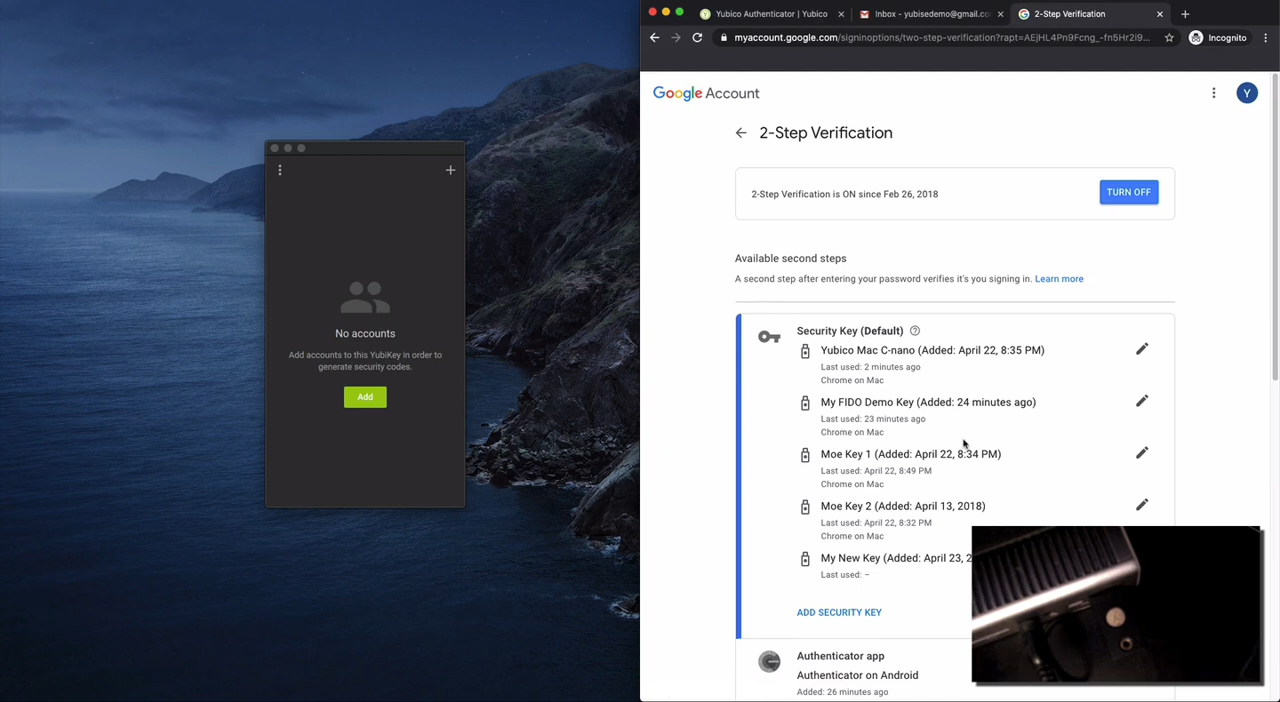 Yubico Authenticator | Yubico
Inbox - yubisedemo@gmail.co
2-Step Verification
myaccount.google.com/signinoptions/two-step-verification?rapt=AEjHL4Pn9Fcng_-fn5Hr2i9...
Incognito
Google Account
Y
2-Step Verification
2-Step Verification is ON since Feb 26, 2018
TURN OFF
Available second steps
A second step after entering your password verifies it's you signing in. Learn more
Security Key (Default)
Yubico Mac C-nano (Added: April 22, 8:35 PM)
Last used: 2 minutes ago
Chrome on Mac
My FIDO Demo Key (Added: 24 minutes ago)
Last used: 23 minutes ago
Chrome on Mac
Moe Key 1 (Added: April 22, 8:34 PM)
Last used: April 22, 8:49 PM
Chrome on Mac
Moe Key 2 (Added: April 13, 2018)
Last used: April 22, 8:32 PM
Chrome on Mac
My New Key (Added: April 23, 2
Last used: –
ADD SECURITY KEY
Authenticator app
Authenticator on Android
Added: 26 minutes ago
No accounts
Add accounts to this YubiKey in order to
generate security codes.
Add